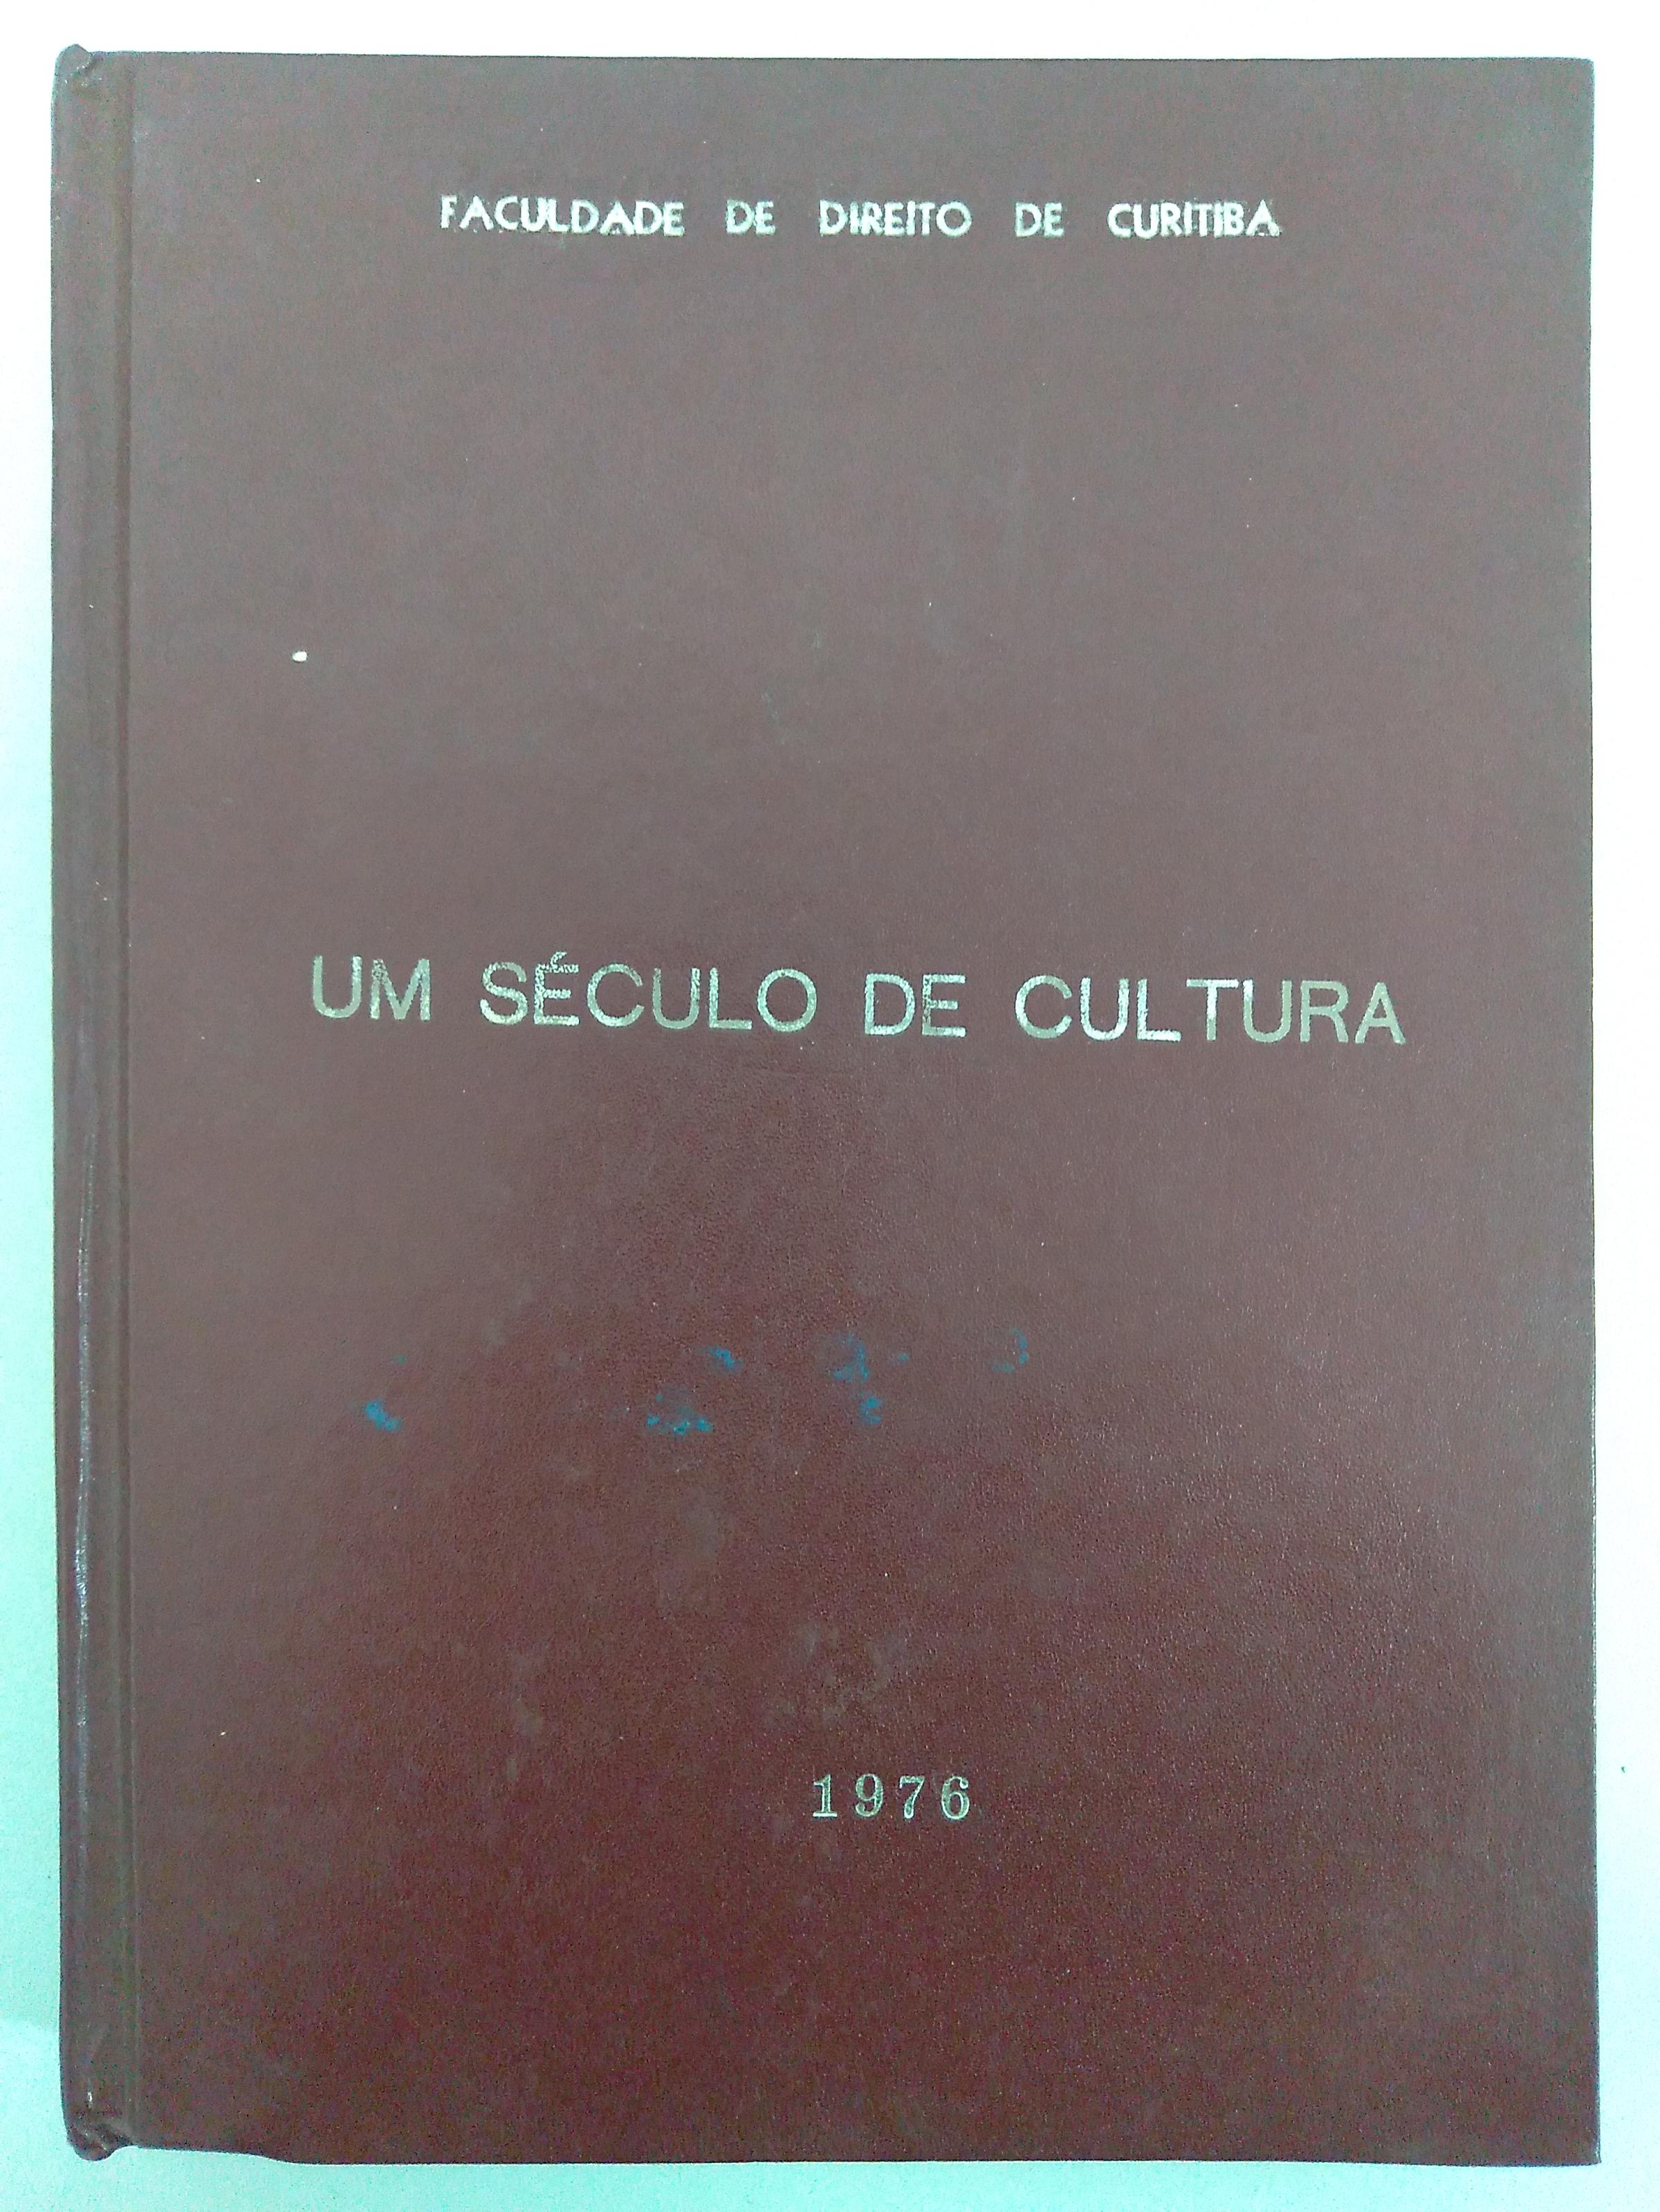 FACULDADE DE DIREITO DE CURITIBA
UM SÉCULO DE CULTURA
1976